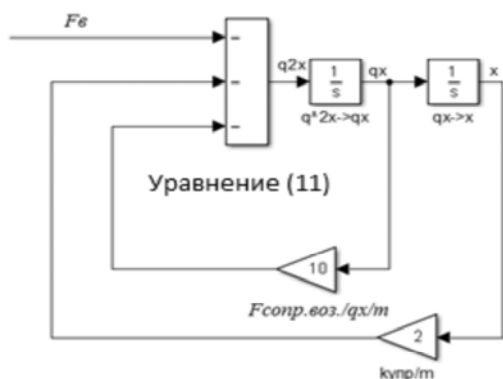 Fв
q2x
qx
x
1
s
1
s
q^2x->qx
qx->x
Уравнение (11)
10
Fсопр.воз./qx/m
2
kупр/m